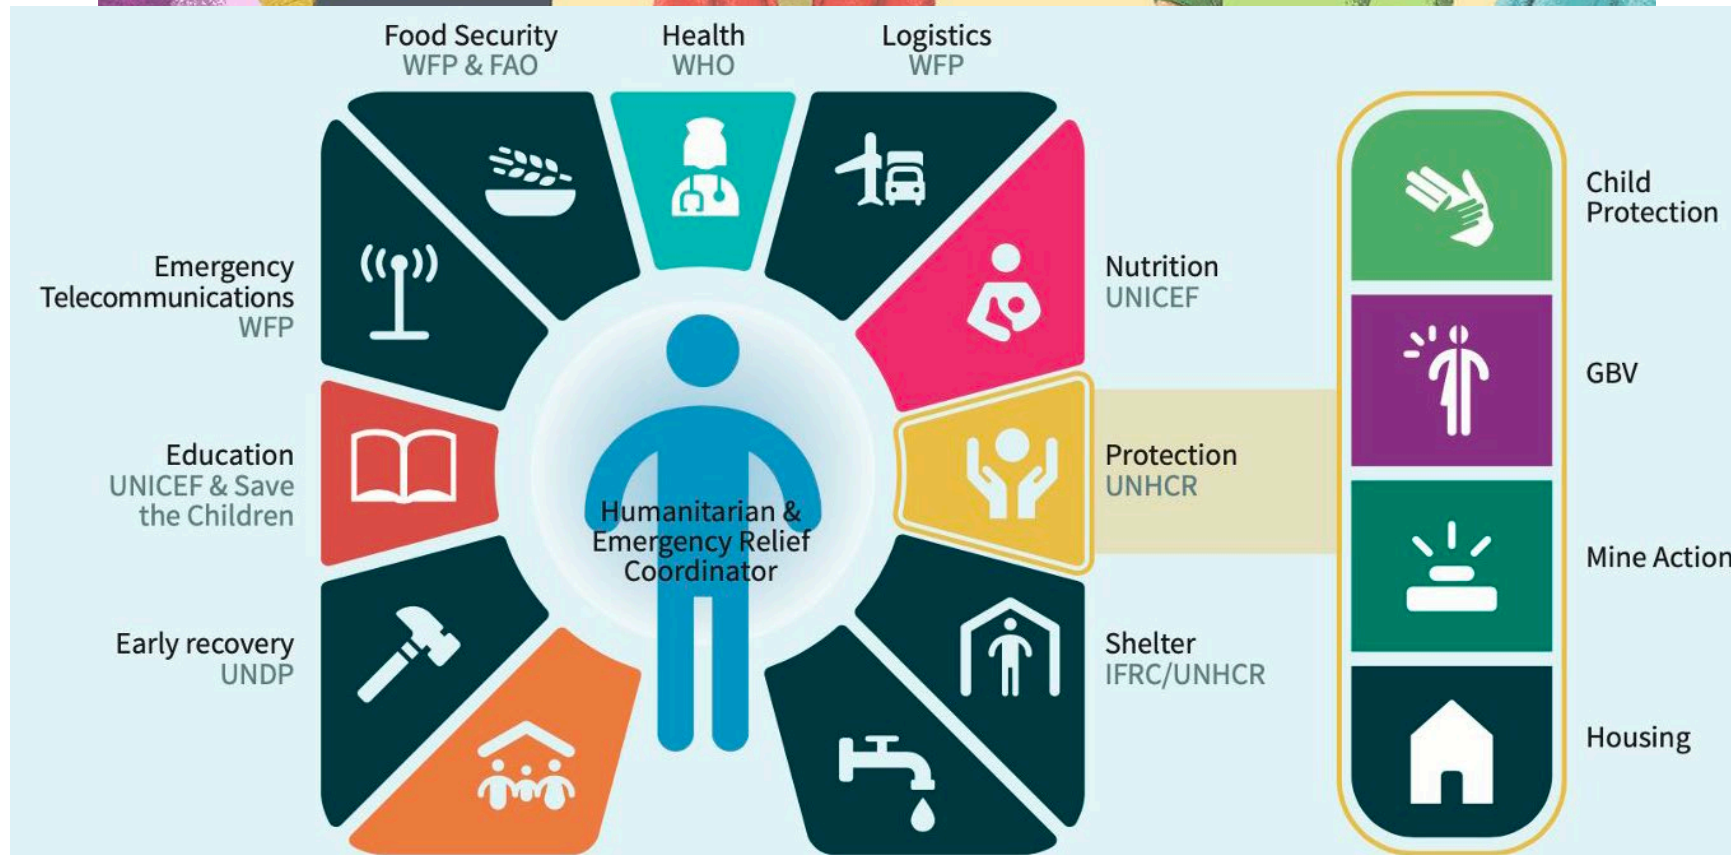 Food Security
WFP & FAO
Health
WHO
Logistics
WFP
Emergency
Telecommunications
WFP
Nutrition
UNICEF
Child
Protection
GBV
Education
UNICEF & Save
the Children
Protection
UNHCR
Humanitarian &
Emergency Relief
Coordinator
Mine Action
Early recovery
UNDP
Shelter
IFRC/UNHCR
Housing